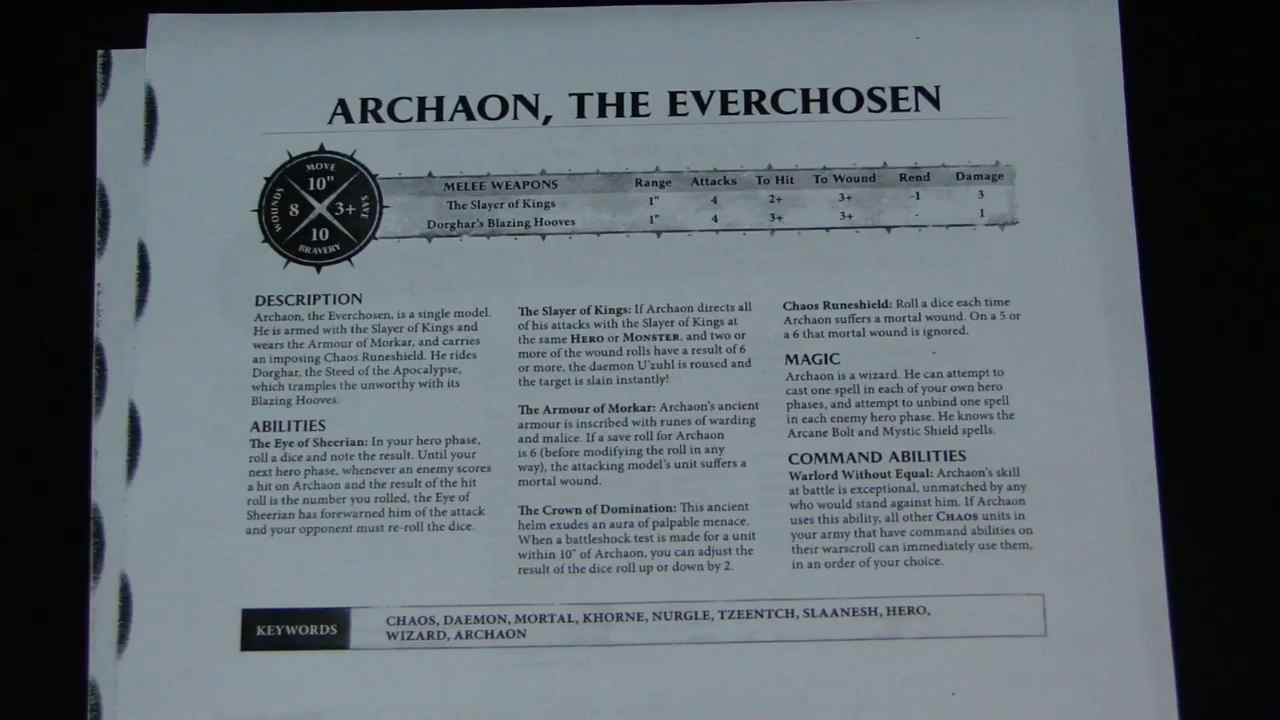 ARCHAON, THE EVERCHOSEN
MOVE
10"
WOUNDS
8
3+
SAVE
10
BRAVERY
MELEE WEAPONS Range Attacks To Hit To Wound Rend Damage
The Slayer of Kings 1" 4 2+ 3+ -1 3
Dorghar's Blazing Hooves 1" 4 3+ 3+ - 1
DESCRIPTION
Archaon, the Everchosen, is a single model.
He is armed with the Slayer of Kings and
wears the Armour of Morkar, and carries
an imposing Chaos Runeshield. He rides
Dorghar, the Steed of the Apocalypse,
which tramples the unworthy with its
Blazing Hooves.
ABILITIES
The Eye of Sheerian: In your hero phase,
roll a dice and note the result. Until your
next hero phase, whenever an enemy scores
a hit on Archaon and the result of the hit
roll is the number you rolled, the Eye of
Sheerian has forewarned him of the attack
and your opponent must re-roll the dice.
The Slayer of Kings: If Archaon directs all
of his attacks with the Slayer of Kings at
the same HERO or MONSTER, and two or
more of the wound rolls have a result of 6
or more, the daemon U'zuhl is roused and
the target is slain instantly!
The Armour of Morkar: Archaon's ancient
armour is inscribed with runes of warding
and malice. If a save roll for Archaon
is 6 (before modifying the roll in any
way), the attacking model's unit suffers a
mortal wound.
The Crown of Domination: This ancient
helm exudes an aura of palpable menace.
When a battleshock test is made for a unit
within 10" of Archaon, you can adjust the
result of the dice roll up or down by 2.
Chaos Runeshield: Roll a dice each time
Archaon suffers a mortal wound. On a 5 or
a 6 that mortal wound is ignored.
MAGIC
Archaon is a wizard. He can attempt to
cast one spell in each of your own hero
phases, and attempt to unbind one spell
in each enemy hero phase. He knows the
Arcane Bolt and Mystic Shield spells.
COMMAND ABILITIES
Warlord Without Equal: Archaon's skill
at battle is exceptional, unmatched by any
who would stand against him. If Archaon
uses this ability, all other CHAOS units in
your army that have command abilities on
their warscroll can immediately use them,
in an order of your choice.
KEYWORDS
CHAOS, DAEMON, MORTAL, KHORNE, NURGLE, TZEENTCH, SLAANESH, HERO,
WIZARD, ARCHAON